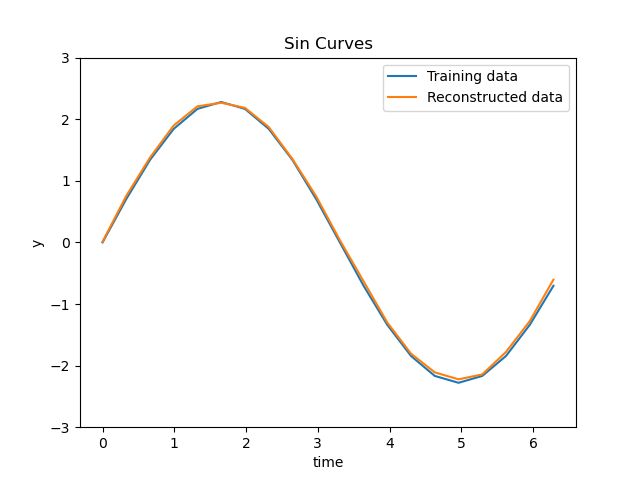 Sin Curves
Training data
Reconstructed data
3
2
1
0
−1
−2
−3
y
0 1 2 3 4 5 6
time